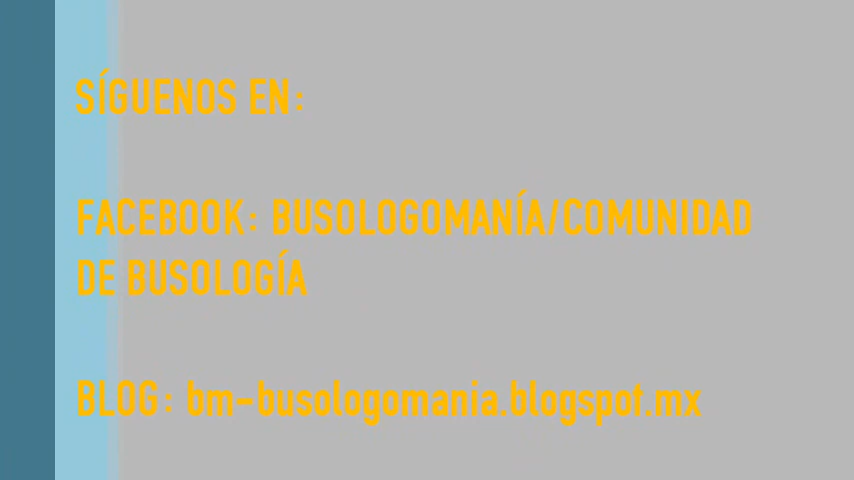 SÍGUENOS EN:
FACEBOOK: BUSOLOGOMANÍA/COMUNIDAD
DE BUSOLOGÍA
BLOG: bm-busologomania.blogspot.mx